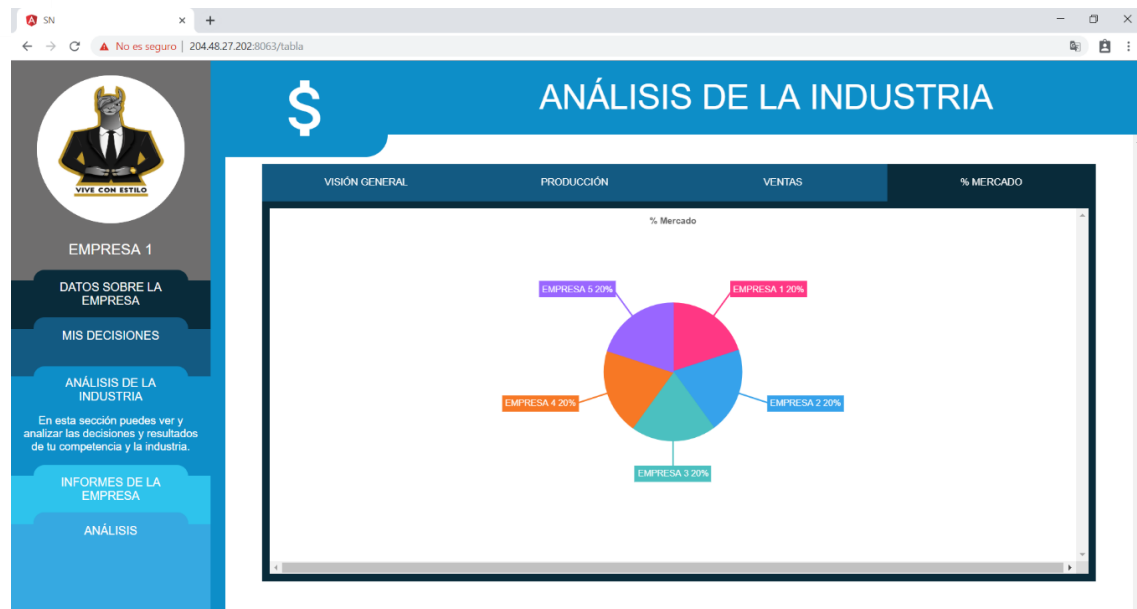 SN
No es seguro | 204.48.27.202:8063/tabla
VIVE CON ESTILO
EMPRESA 1
DATOS SOBRE LA
EMPRESA
MIS DECISIONES
ANÁLISIS DE LA
INDUSTRIA
En esta sección puedes ver y
analizar las decisiones y resultados
de tu competencia y la industria.
INFORMES DE LA
EMPRESA
ANÁLISIS
$
ANÁLISIS DE LA INDUSTRIA
VISIÓN GENERAL
PRODUCCIÓN
VENTAS
% MERCADO
% Mercado
EMPRESA 5 20%
EMPRESA 1 20%
EMPRESA 4 20%
EMPRESA 2 20%
EMPRESA 3 20%